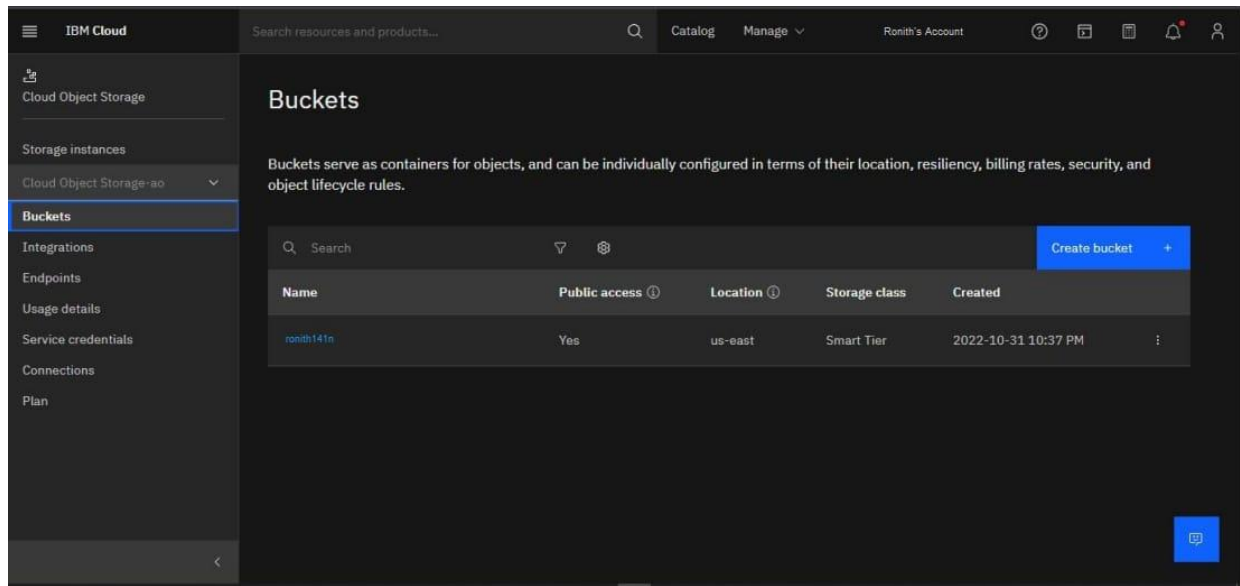 IBM Cloud
Search resources and products...
Catalog
Manage
Ronith's Account
Cloud Object Storage
Storage instances
Cloud Object Storage-ao
Buckets
Integrations
Endpoints
Usage details
Service credentials
Connections
Plan
Buckets
Buckets serve as containers for objects, and can be individually configured in terms of their location, resiliency, billing rates, security, and
object lifecycle rules.
Search
Create bucket +
Name Public access Location Storage class Created
ronith141n Yes us-east Smart Tier 2022-10-31 10:37 PM